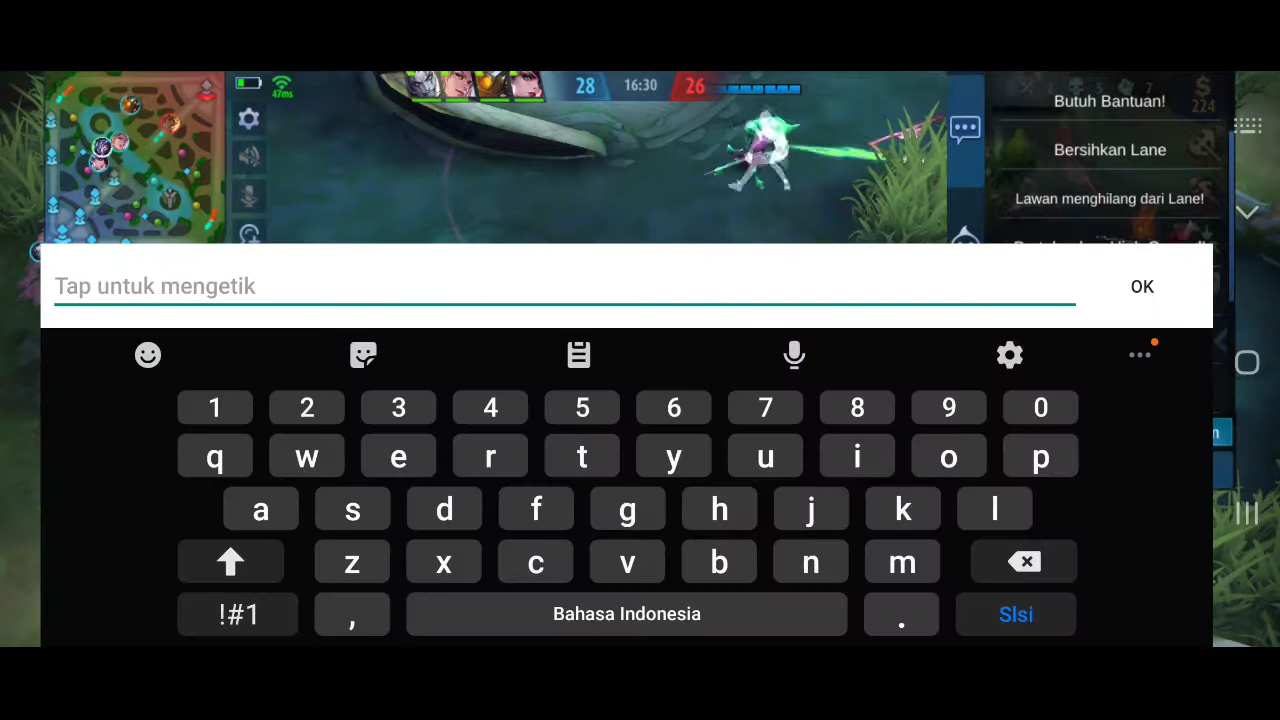 47ms
28 16:30 26
224
Butuh Bantuan!
Bersihkan Lane
Lawan menghilang dari Lane!
Tap untuk mengetik
OK
1 2 3 4 5 6 7 8 9 0
q w e r t y u i o p
a s d f g h j k l
z x c v b n m
!#1 , Bahasa Indonesia . Slsi